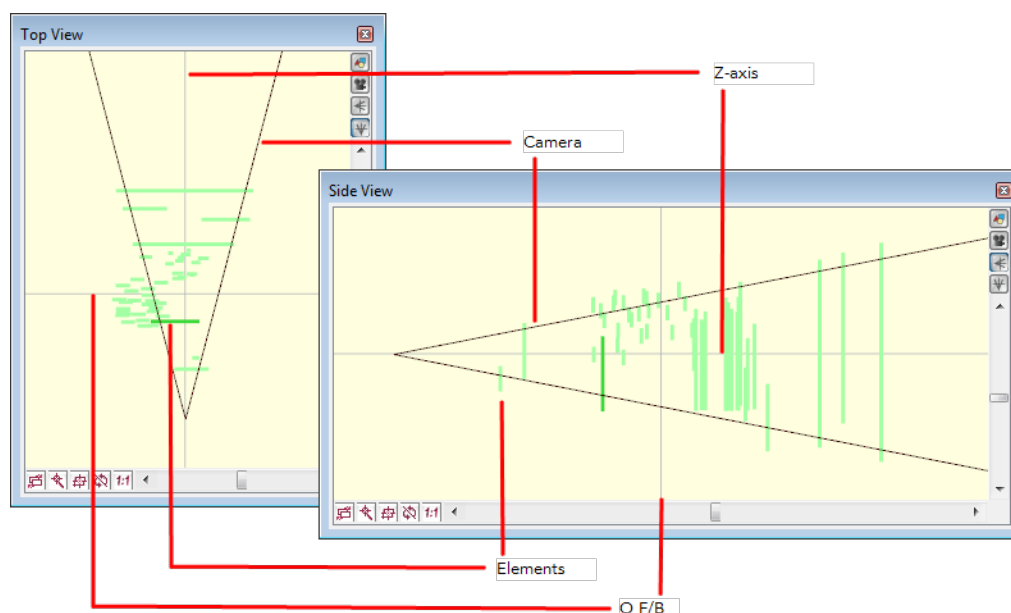 Top View
Z-axis
Camera
Side View
1:1
1:1
Elements
O F/B